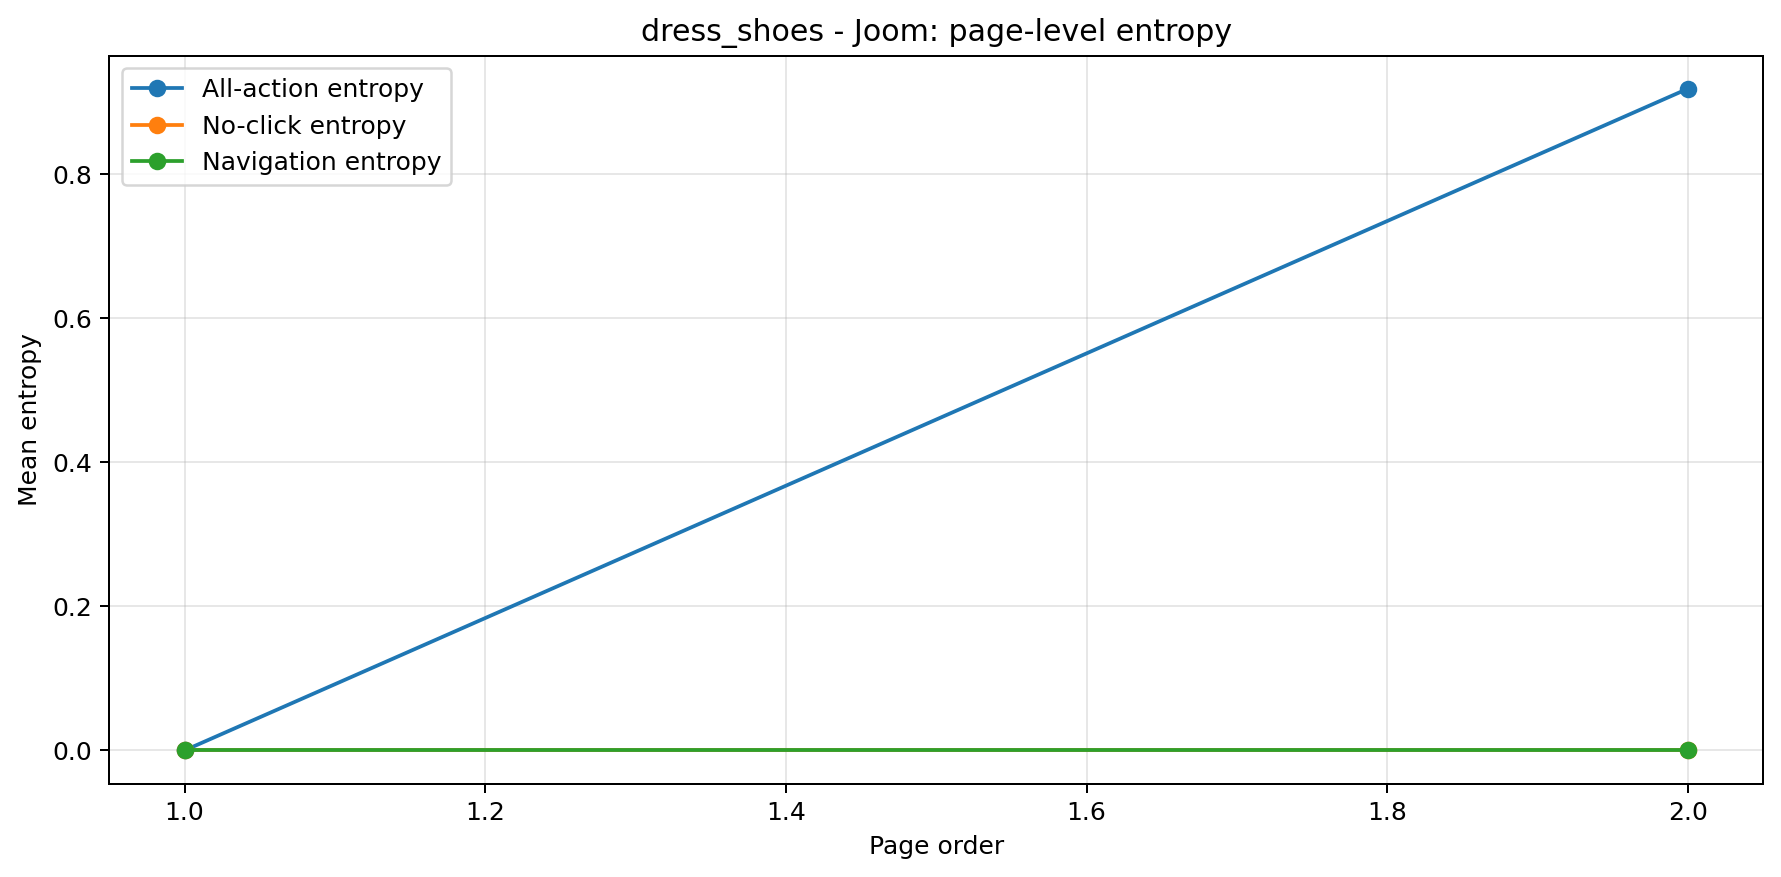 dress_shoes - Joom: page-level entropy
All-action entropy
No-click entropy
Navigation entropy
Mean entropy
0.8
0.6
0.4
0.2
0.0
1.0 1.2 1.4 1.6 1.8 2.0
Page order